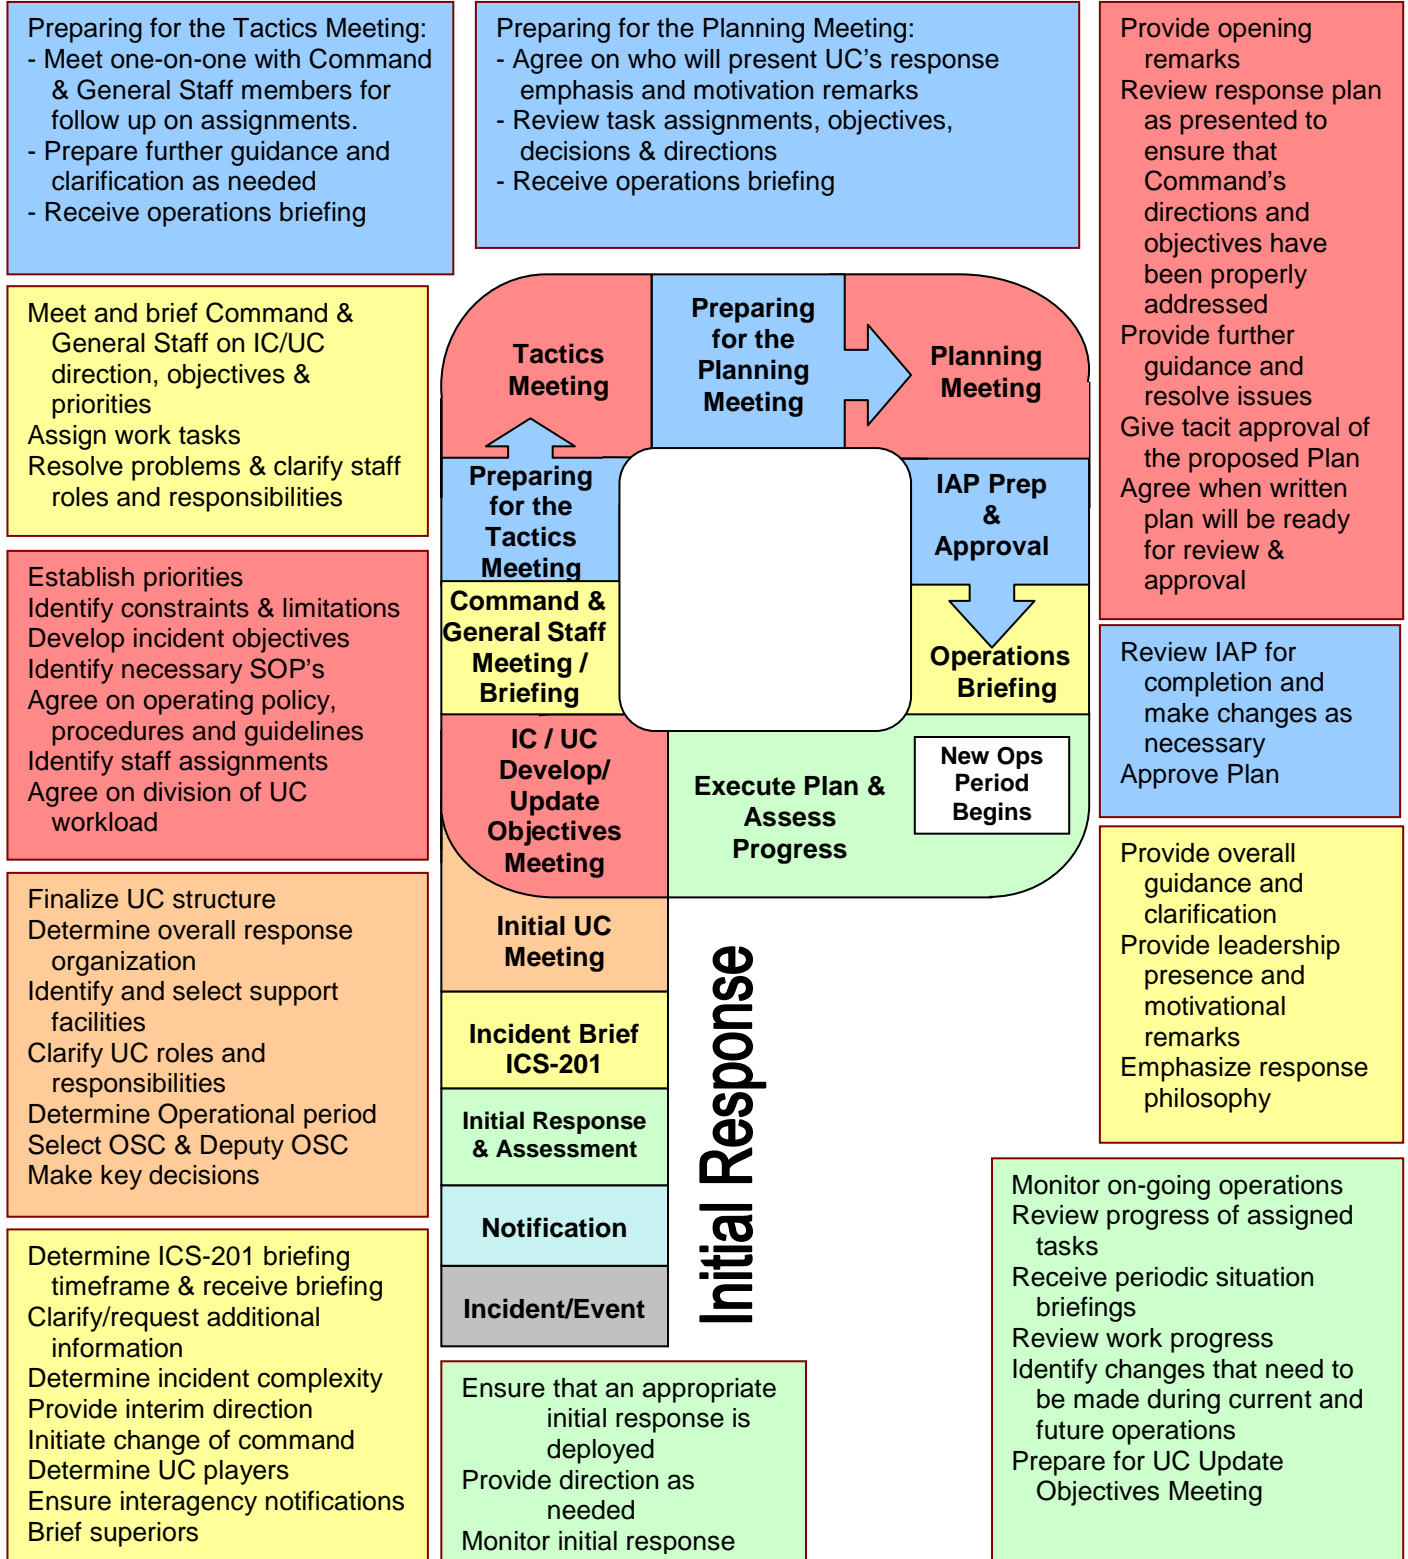 Preparing for the Tactics Meeting:
- Meet one-on-one with Command
& General Staff members for
follow up on assignments.
- Prepare further guidance and
clarification as needed
- Receive operations briefing
Preparing for the Planning Meeting:
- Agree on who will present UC's response
emphasis and motivation remarks
- Review task assignments, objectives,
decisions & directions
- Receive operations briefing
Provide opening
remarks
Review response plan
as presented to
ensure that
Command's
directions and
objectives have
been properly
addressed
Provide further
guidance and
resolve issues
Give tacit approval of
the proposed Plan
Agree when written
plan will be ready
for review &
approval
Meet and brief Command &
General Staff on IC/UC
direction, objectives &
priorities
Assign work tasks
Resolve problems & clarify staff
roles and responsibilities
Establish priorities
Identify constraints & limitations
Develop incident objectives
Identify necessary SOP's
Agree on operating policy,
procedures and guidelines
Identify staff assignments
Agree on division of UC
workload
Finalize UC structure
Determine overall response
organization
Identify and select support
facilities
Clarify UC roles and
responsibilities
Determine Operational period
Select OSC & Deputy OSC
Make key decisions
Determine ICS-201 briefing
timeframe & receive briefing
Clarify/request additional
information
Determine incident complexity
Provide interim direction
Initiate change of command
Determine UC players
Ensure interagency notifications
Brief superiors
Tactics
Meeting
Preparing
for the
Planning
Meeting
Planning
Meeting
Preparing
for the
Tactics
Meeting
IAP Prep
&
Approval
Command &
General Staff
Meeting /
Briefing
Operations
Briefing
IC / UC
Develop/
Update
Objectives
Meeting
Execute Plan &
Assess
Progress
New Ops
Period
Begins
Initial UC
Meeting
Incident Brief
ICS-201
Initial Response
& Assessment
Notification
Incident/Event
Initial Response
Ensure that an appropriate
initial response is
deployed
Provide direction as
needed
Monitor initial response
Review IAP for
completion and
make changes as
necessary
Approve Plan
Provide overall
guidance and
clarification
Provide leadership
presence and
motivational
remarks
Emphasize response
philosophy
Monitor on-going operations
Review progress of assigned
tasks
Receive periodic situation
briefings
Review work progress
Identify changes that need to
be made during current and
future operations
Prepare for UC Update
Objectives Meeting